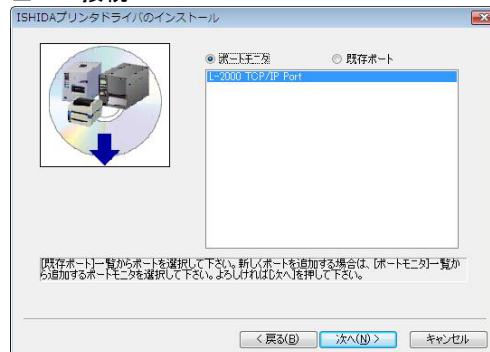 ISHIDAプリンタドライバのインストール
ポートモニタ
既存ポート
L-2000 TCP/IP Port
[既存ポート]一覧からポートを選択して下さい。新しくポートを追加する場合は、[ポートモニタ]一覧か
ら追加するポートモニタを選択して下さい。よろしければ[次へ]を押して下さい。
< 戻る(B)
次へ(N) >
キャンセル